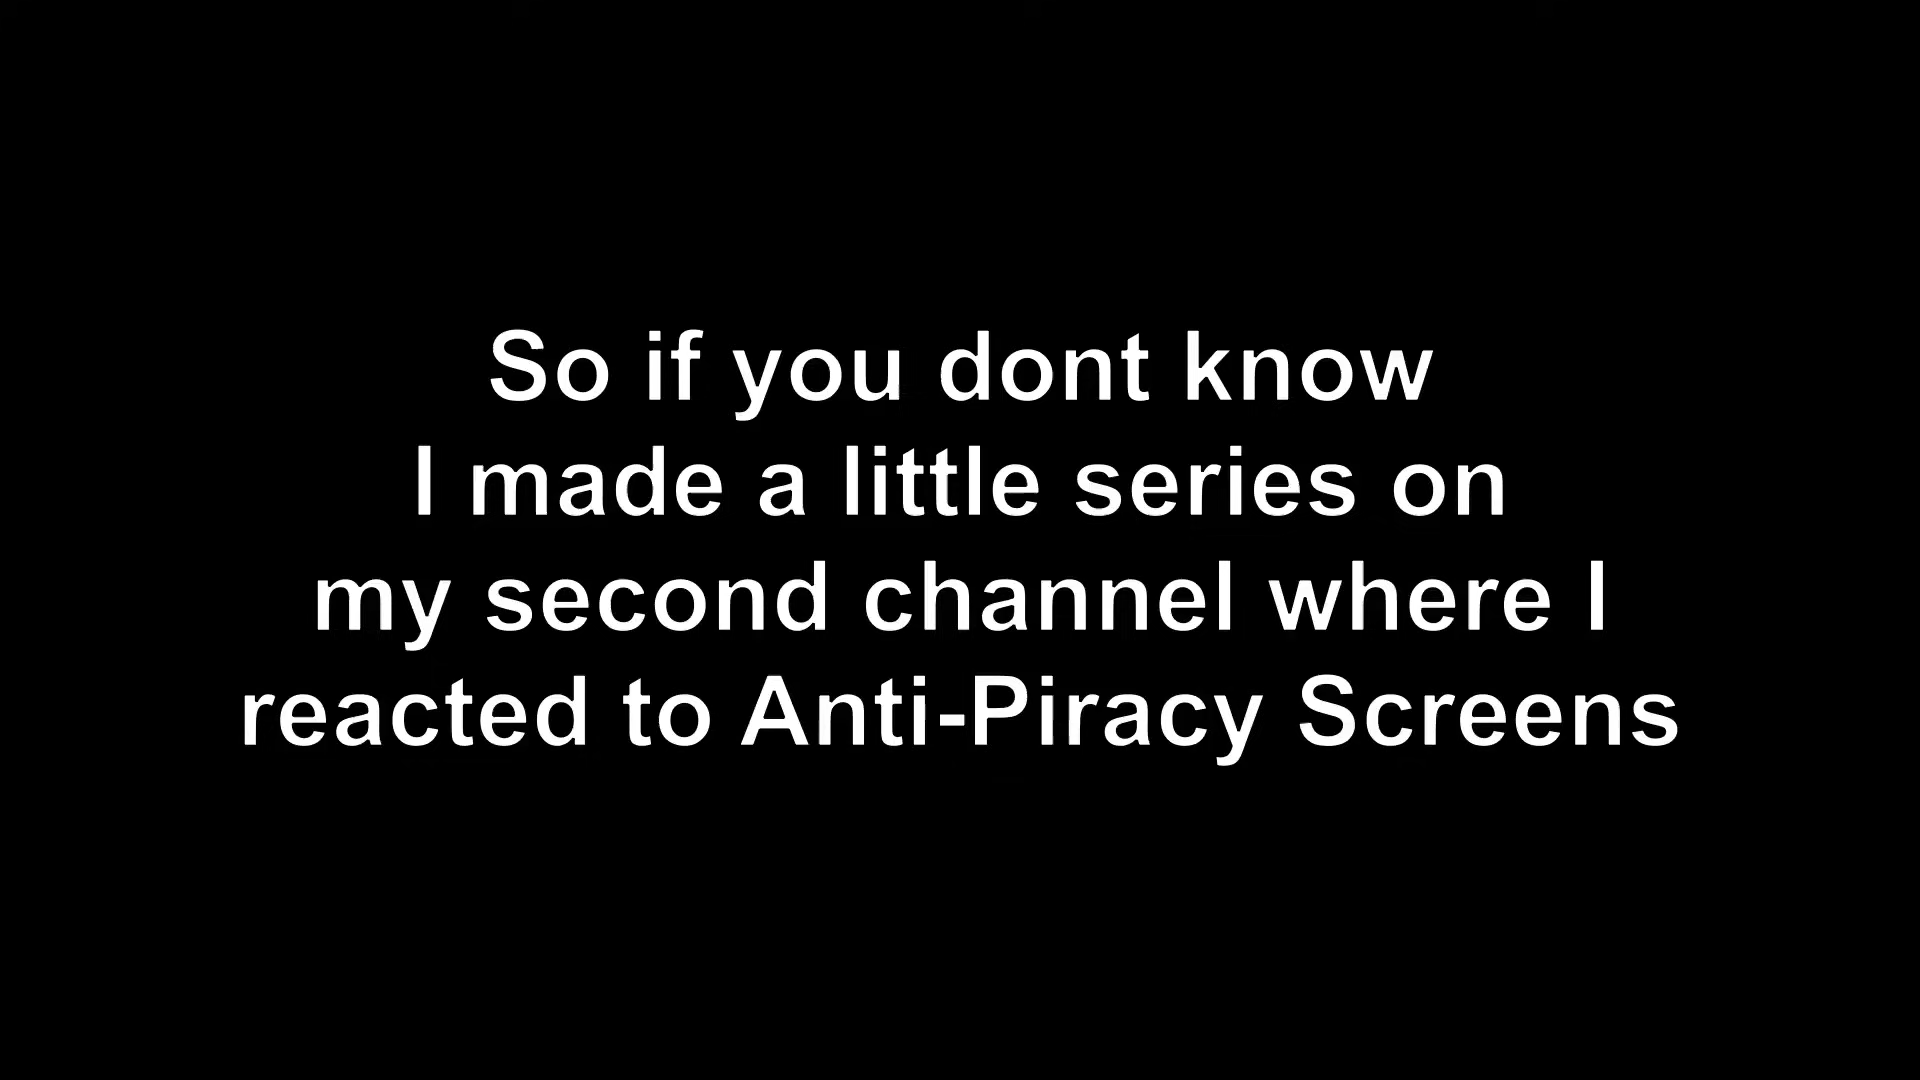 So if you dont know
I made a little series on
my second channel where I
reacted to Anti-Piracy Screens